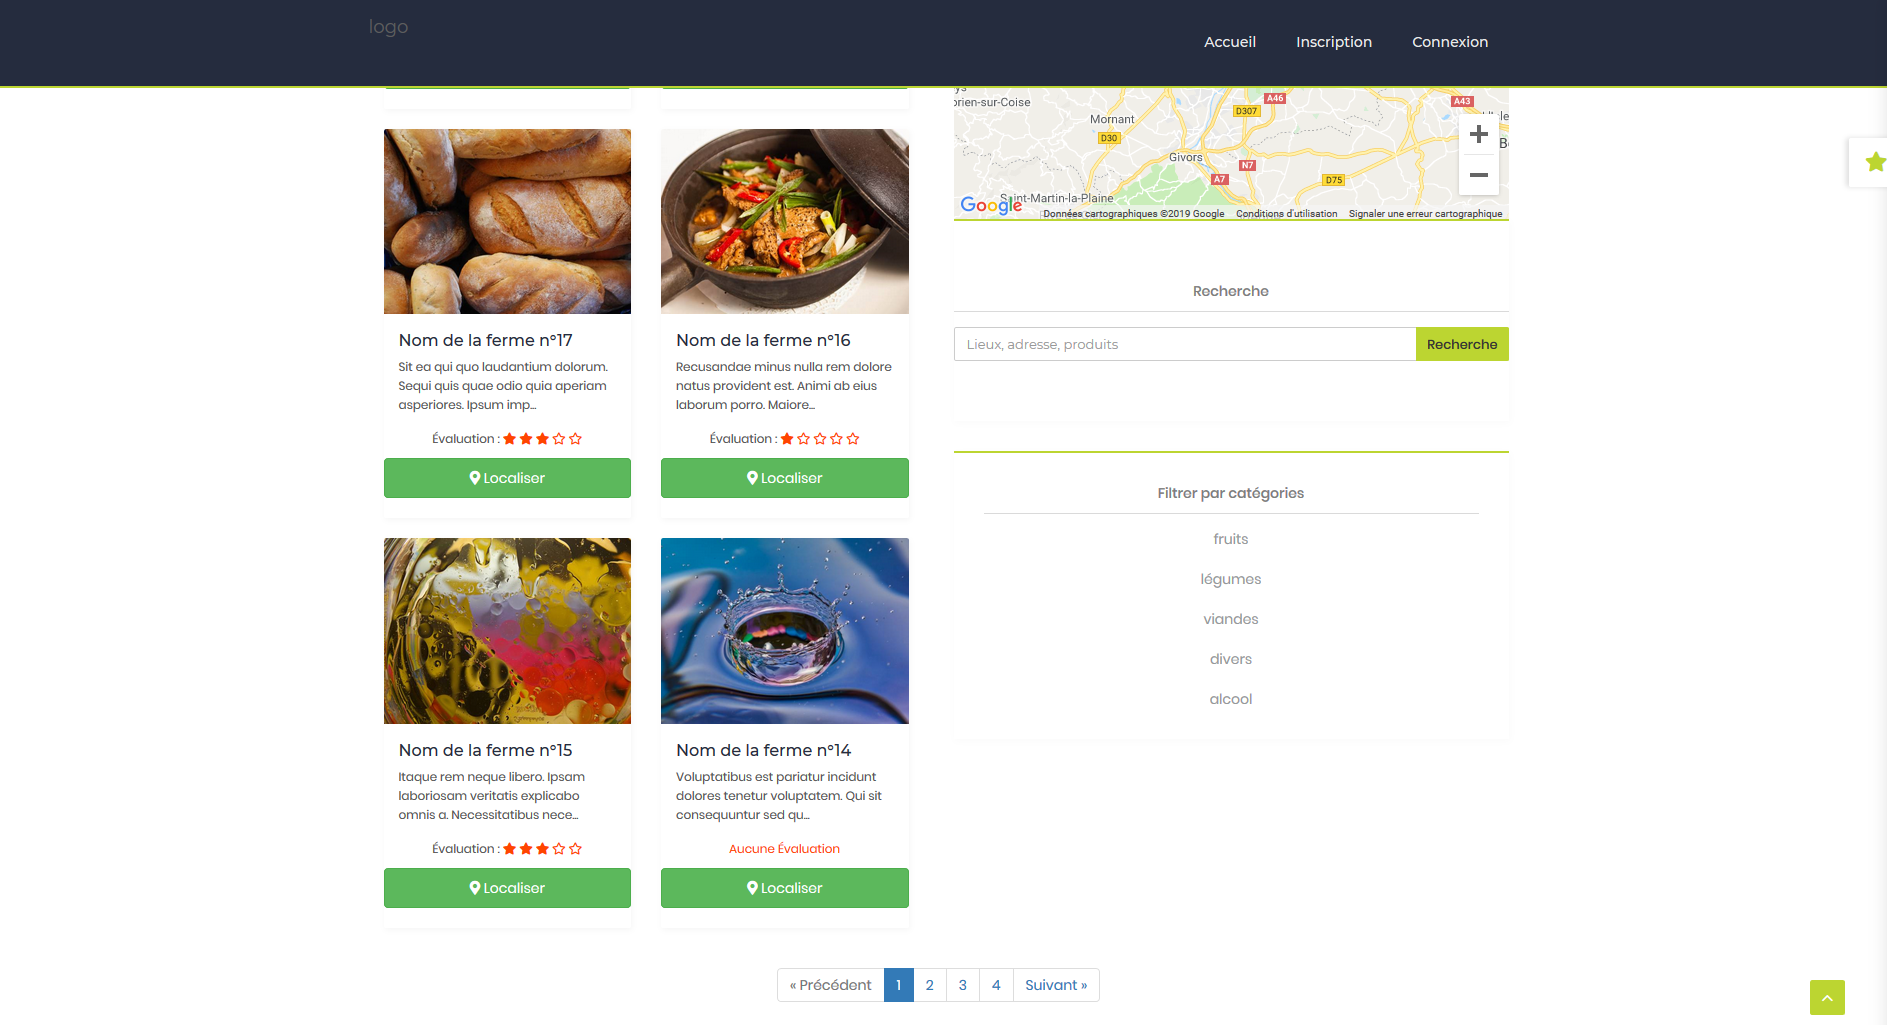 logo
Accueil
Inscription
Connexion
Nom de la ferme n°17
Sit ea qui quo laudantium dolorum.
Sequi quis quae odio quia aperiam
asperiores. Ipsum imp...
Évaluation :
Localiser
Nom de la ferme n°16
Recusandae minus nulla rem dolore
natus provident est. Animi ab eius
laborum porro. Maiore...
Évaluation :
Localiser
Nom de la ferme n°15
Itaque rem neque libero. Ipsam
laboriosam veritatis explicabo
omnis a. Necessitatibus nece...
Évaluation :
Localiser
Nom de la ferme n°14
Voluptatibus est pariatur incidunt
dolores tenetur voluptatem. Qui sit
consequuntur sed qu...
Aucune Évaluation
Localiser
A46
A43
D307
Mornant
D30
Givors
N7
A7
D75
Saint-Martin-la-Plaine
Google
Données cartographiques ©2019 Google
Conditions d'utilisation
Signaler une erreur cartographique
Recherche
Lieux, adresse, produits
Recherche
Filtrer par catégories
fruits
légumes
viandes
divers
alcool
« Précédent
1
2
3
4
Suivant »